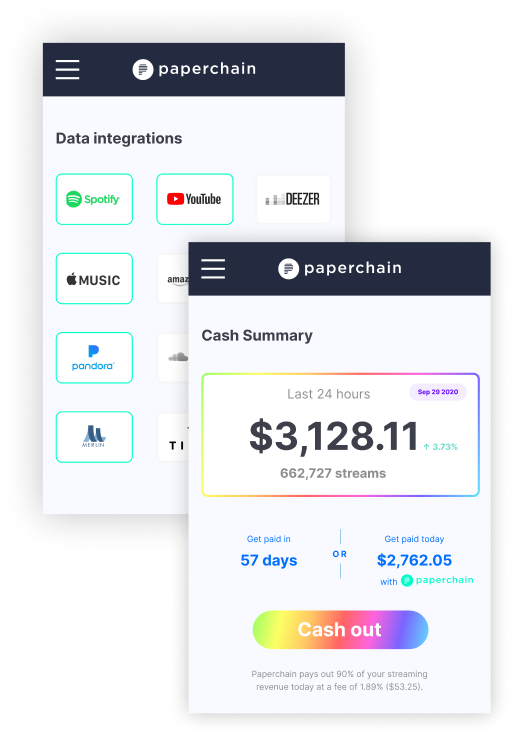 paperchain
Data integrations
Spotify
YouTube
DEEZER
MUSIC
amaz
pandora
MERLIN
TI
paperchain
Cash Summary
Last 24 hours
Sep 29 2020
$3,128.11
↑ 3.73%
662,727 streams
Get paid in
57 days
OR
Get paid today
$2,762.05
with paperchain
Cash out
Paperchain pays out 90% of your streaming
revenue today at a fee of 1.89% ($53.25).